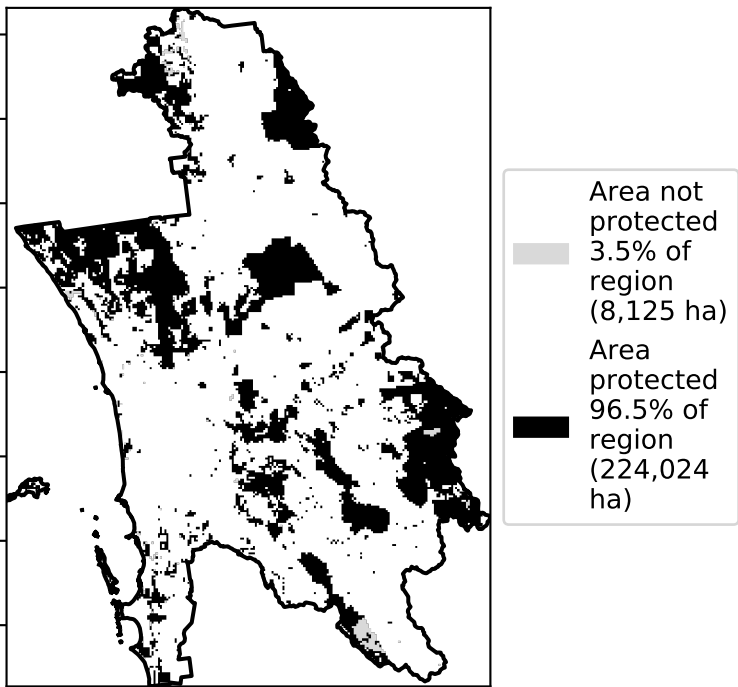 Area not
protected
3.5% of
region
(8,125 ha)
Area
protected
96.5% of
region
(224,024
ha)